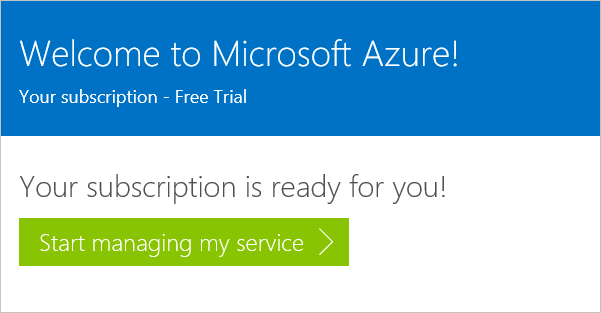 Welcome to Microsoft Azure!
Your subscription - Free Trial
Your subscription is ready for you!
Start managing my service